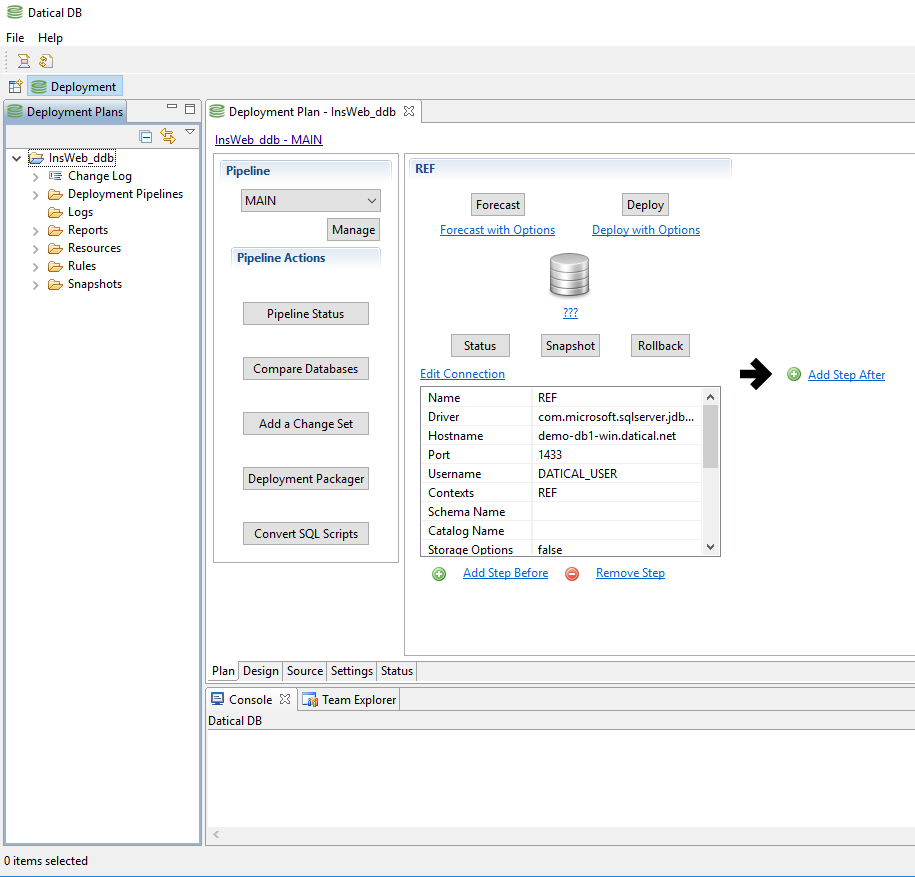 Datical DB
File Help
Deployment
Deployment Plans
InsWeb_ddb
Change Log
Deployment Pipelines
Logs
Reports
Resources
Rules
Snapshots
Deployment Plan - InsWeb_ddb
InsWeb_ddb - MAIN
Pipeline
MAIN
Manage
Pipeline Actions
Pipeline Status
Compare Databases
Add a Change Set
Deployment Packager
Convert SQL Scripts
REF
Forecast Deploy
Forecast with Options Deploy with Options
???
Status Snapshot Rollback
Edit Connection
Name REF
Driver com.microsoft.sqlserver.jdb...
Hostname demo-db1-win.datical.net
Port 1433
Username DATICAL_USER
Contexts REF
Schema Name
Catalog Name
Storage Options false
Add Step Before Remove Step
Add Step After
Plan Design Source Settings Status
Console Team Explorer
Datical DB
0 items selected